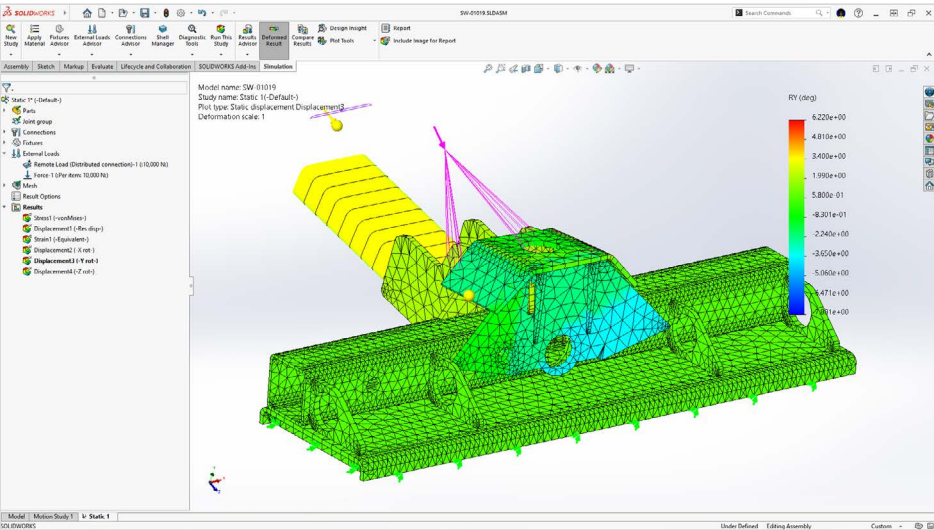 SOLIDWORKS
SW-01019.SLDASM
Search Commands
New Study
Apply Material
Fixtures Advisor
External Loads Advisor
Connections Advisor
Shell Manager
Diagnostic Tools
Run This Study
Results Advisor
Deformed Result
Compare Results
Design Insight
Plot Tools
Report
Include Image for Report
Assembly
Sketch
Markup
Evaluate
Lifecycle and Collaboration
SOLIDWORKS Add-Ins
Simulation
Static 1* (-Default-)
Parts
Joint group
Connections
Fixtures
External Loads
Remote Load (Distributed connection)-1 (:10,000 N:)
Force-1 (:Per item: 10,000 N:)
Mesh
Result Options
Results
Stress1 (-vonMises-)
Displacement1 (-Res disp-)
Strain1 (-Equivalent-)
Displacement2 (-X rot-)
Displacement3 (-Y rot-)
Displacement4 (-Z rot-)
Model name: SW-01019
Study name: Static 1(-Default-)
Plot type: Static displacement Displacement3
Deformation scale: 1
RY (deg)
6.220e+00
4.810e+00
3.400e+00
1.990e+00
5.800e-01
-8.301e-01
-2.240e+00
-3.650e+00
-5.060e+00
-6.471e+00
Model
Motion Study 1
Static 1
SOLIDWORKS
Under Defined
Editing Assembly
Custom